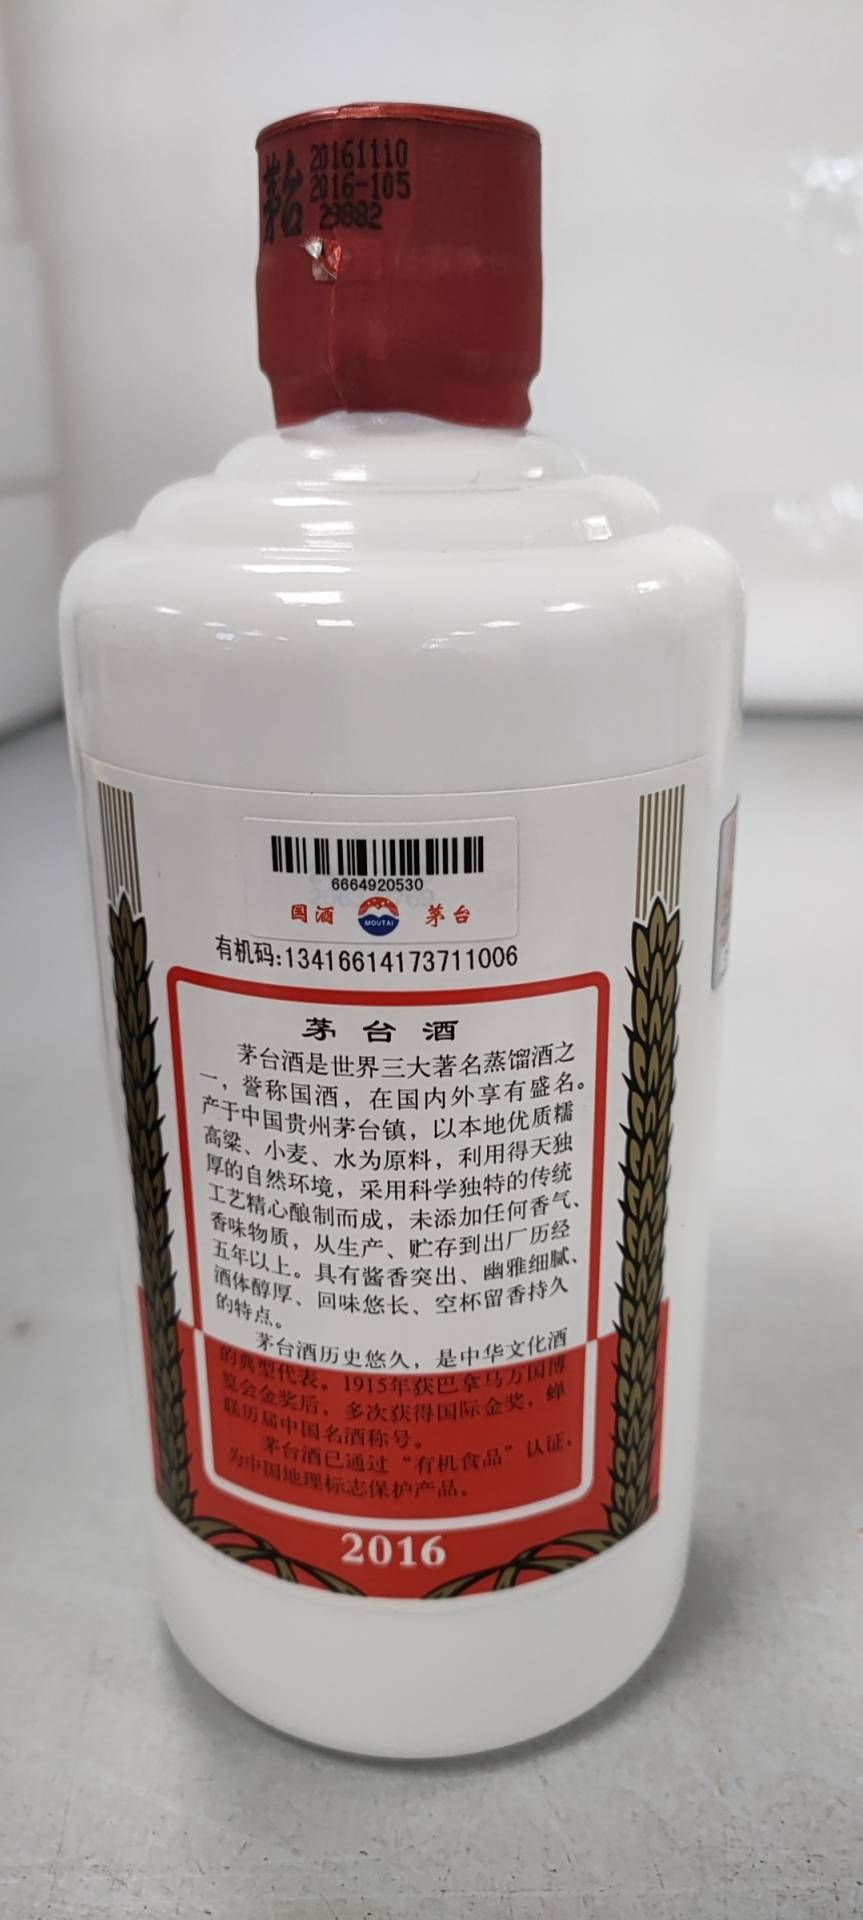 茅台
20161110
2016-105
29882
6664920530
国酒 MOUTAI 茅台
有机码:13416614173711006
茅台酒
茅台酒是世界三大著名蒸馏酒之
一，誉称国酒，在国内外享有盛名。
产于中国贵州茅台镇，以本地优质糯
高粱、小麦、水为原料，利用得天独
厚的自然环境，采用科学独特的传统
工艺精心酿制而成，未添加任何香气、
香味物质，从生产、贮存到出厂历经
五年以上。具有酱香突出、幽雅细腻、
酒体醇厚、回味悠长、空杯留香持久
的特点。
茅台酒历史悠久，是中华文化酒
的典型代表。1915年获巴拿马万国博
览会金奖后，多次获得国际金奖，蝉
联历届中国名酒称号。
茅台酒已通过“有机食品”认证，
为中国地理标志保护产品。
2016